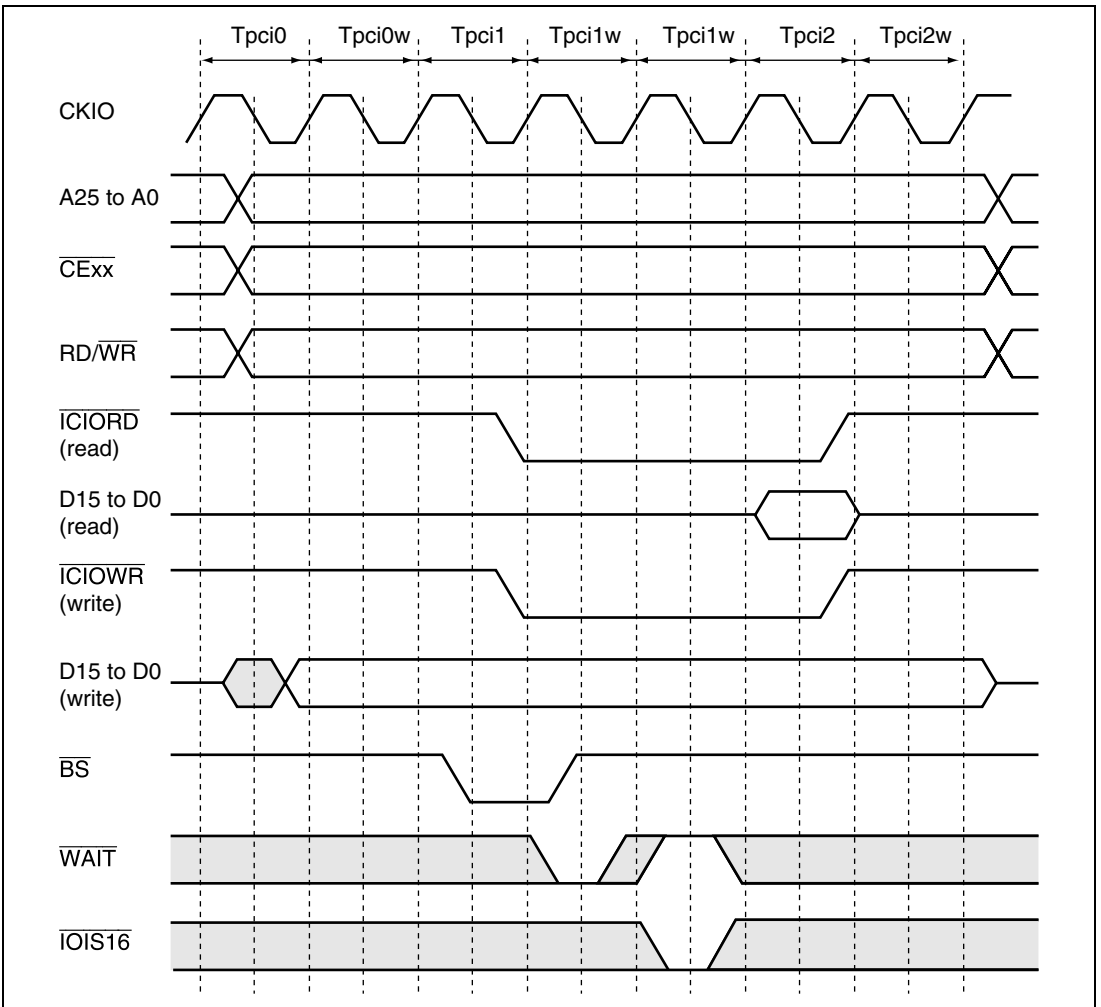 Tpci0 Tpci0w Tpci1 Tpci1w Tpci1w Tpci2 Tpci2w
CKIO
A25 to A0
CExx
RD/WR
ICIORD
(read)
D15 to D0
(read)
ICIOWR
(write)
D15 to D0
(write)
BS
WAIT
IOIS16